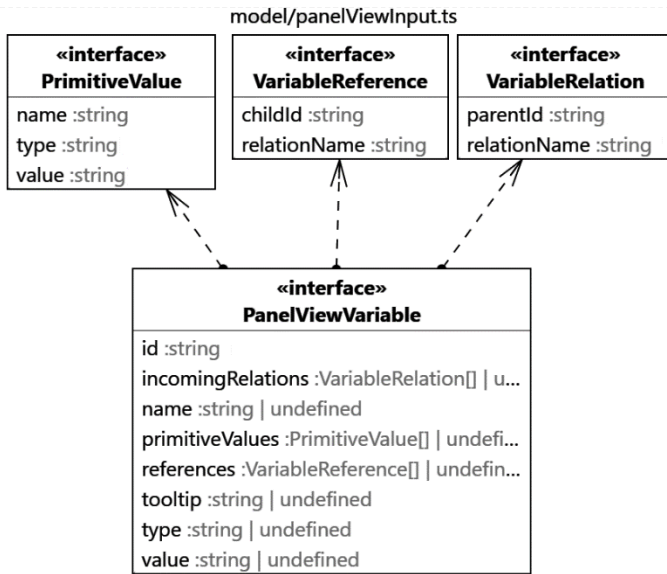 model/panelViewInput.ts
«interface»
PrimitiveValue
name :string
type :string
value :string
«interface»
VariableReference
childId :string
relationName :string
«interface»
VariableRelation
parentId :string
relationName :string
«interface»
PanelViewVariable
id :string
incomingRelations :VariableRelation[] | u...
name :string | undefined
primitiveValues :PrimitiveValue[] | undefi...
references :VariableReference[] | undefin...
tooltip :string | undefined
type :string | undefined
value :string | undefined